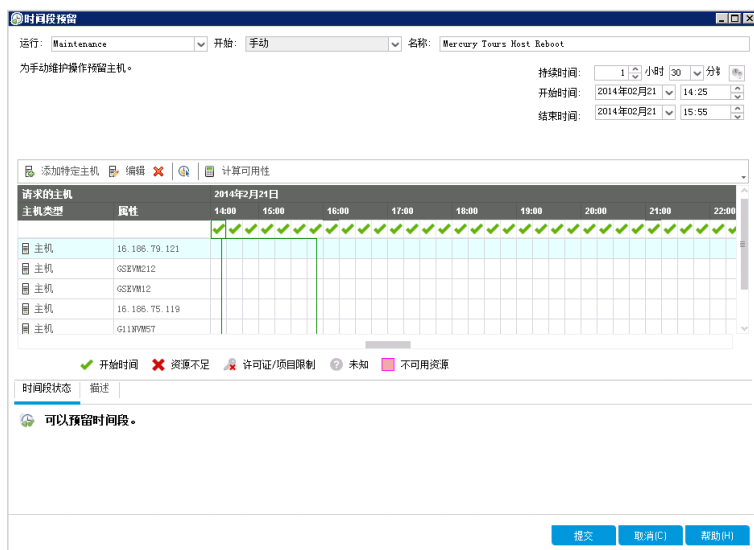 时间段预留
运行: Maintenance 开始: 手动 名称: Mercury Tours Host Reboot
为手动维护操作预留主机。
持续时间: 1 小时 30 分钟
开始时间: 2014年02月21 14:25
结束时间: 2014年02月21 15:55
添加特定主机 编辑 计算可用性
请求的主机 2014年2月21日
主机类型 属性 14:00 15:00 16:00 17:00 18:00 19:00 20:00 21:00 22:00
主机 16.186.79.121
主机 GSEVM212
主机 GSEVM12
主机 16.186.75.119
主机 G11NVM57
开始时间 资源不足 许可证/项目限制 未知 不可用资源
时间段状态 描述
可以预留时间段。
提交 取消(C) 帮助(H)